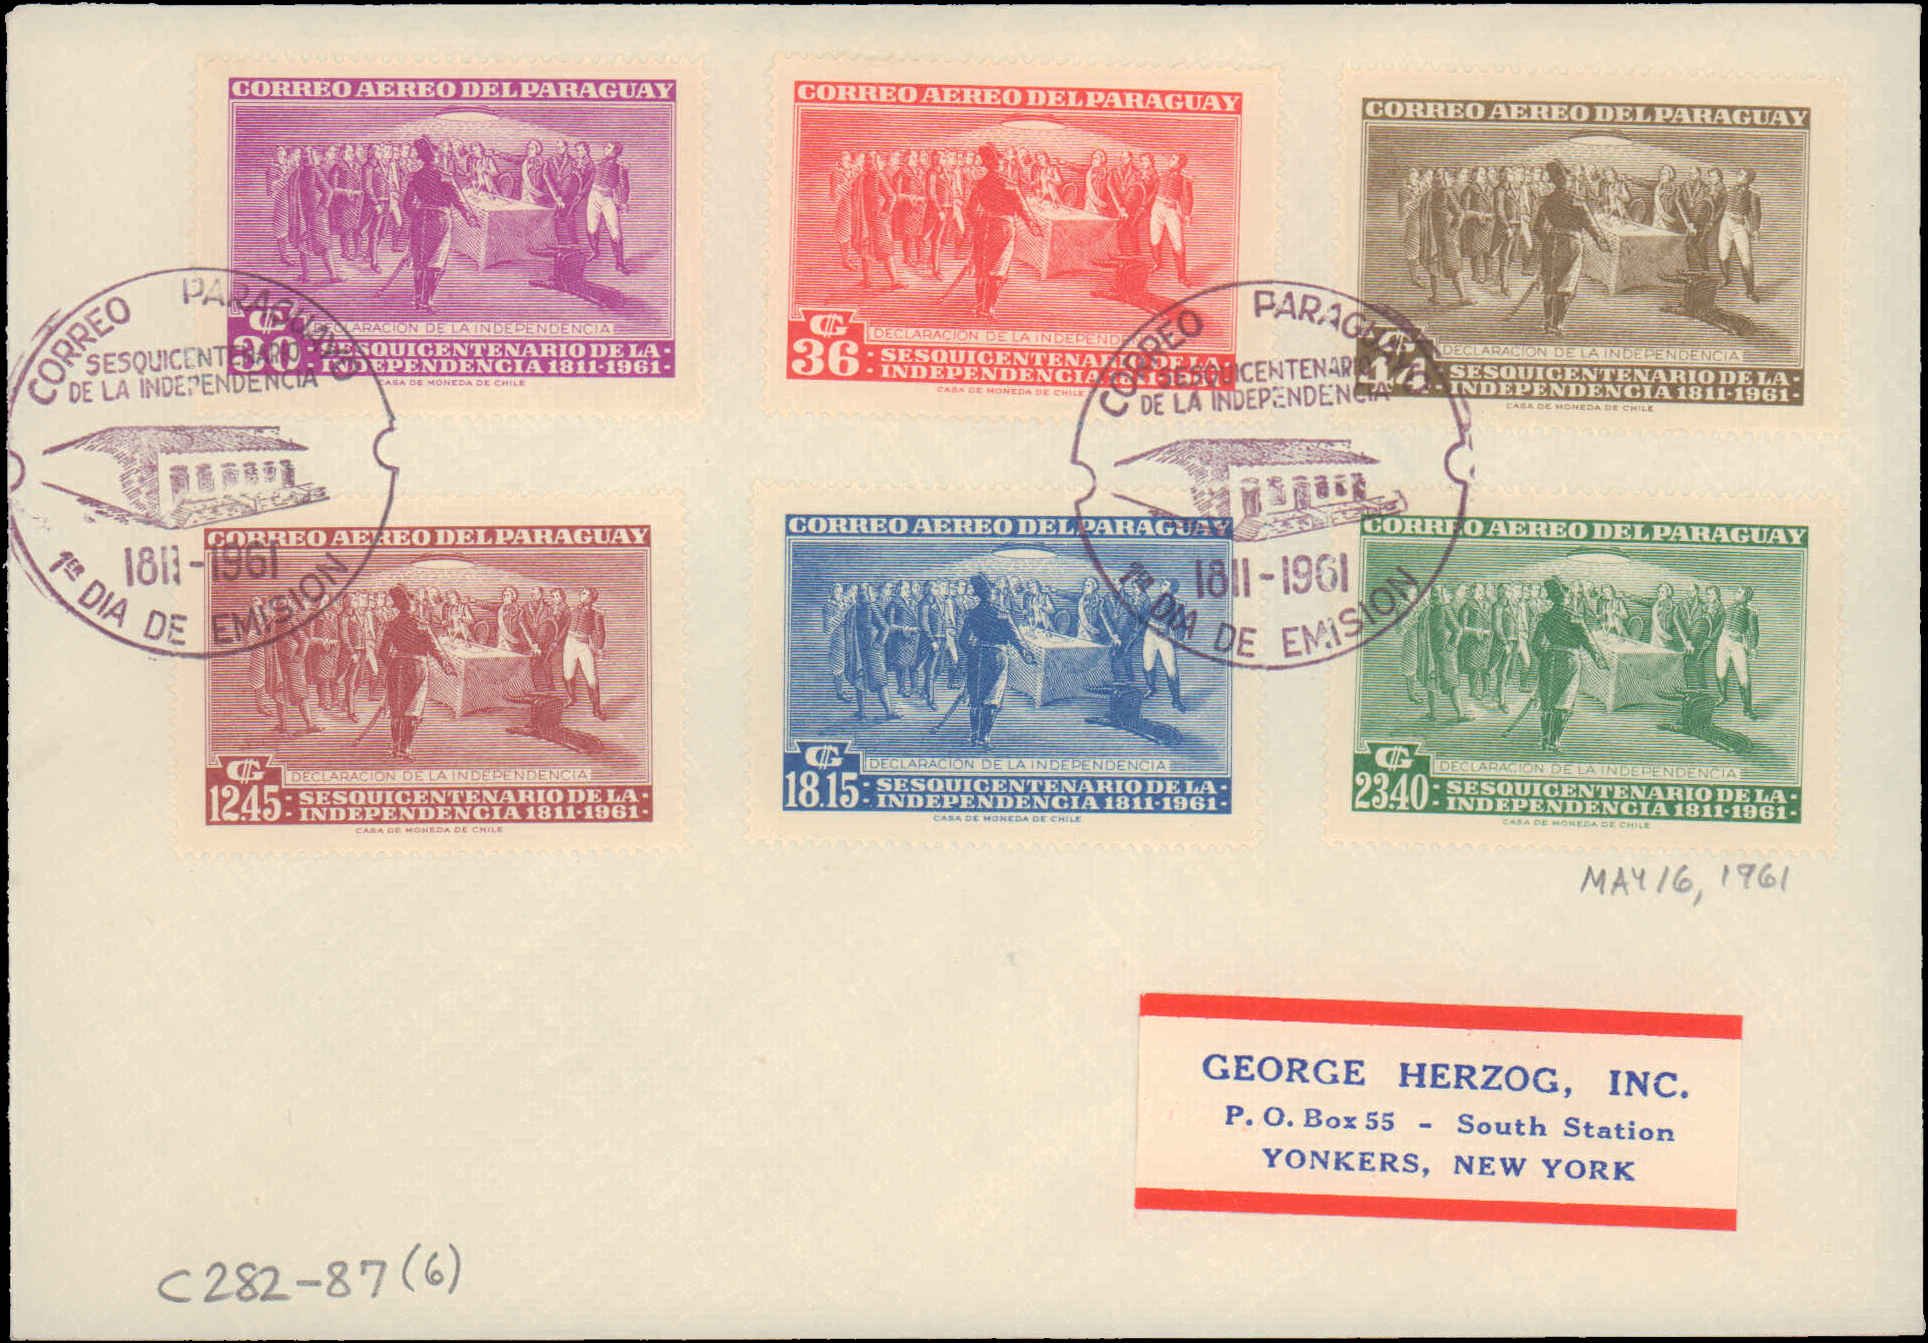 CORREO AEREO DEL PARAGUAY
₲
DECLARACION DE LA INDEPENDENCIA
30 · SESQUICENTENARIO DE LA ·
INDEPENDENCIA 1811·1961 ·
CASA DE MONEDA DE CHILE
CORREO AEREO DEL PARAGUAY
₲
DECLARACION DE LA INDEPENDENCIA
36 · SESQUICENTENARIO DE LA ·
INDEPENDENCIA 1811·1961 ·
CASA DE MONEDA DE CHILE
CORREO AEREO DEL PARAGUAY
DECLARACION DE LA INDEPENDENCIA
SESQUICENTENARIO DE LA ·
INDEPENDENCIA 1811·1961 ·
CASA DE MONEDA DE CHILE
CORREO PARAGUAYO
SESQUICENTENARIO
DE LA INDEPENDENCIA
1811-1961
1er DIA DE EMISION
CORREO PARAGUAYO
SESQUICENTENARIO
DE LA INDEPENDENCIA
1811-1961
1er DIA DE EMISION
CORREO AEREO DEL PARAGUAY
₲
DECLARACION DE LA INDEPENDENCIA
12.45 · SESQUICENTENARIO DE LA ·
INDEPENDENCIA 1811·1961 ·
CASA DE MONEDA DE CHILE
CORREO AEREO DEL PARAGUAY
₲
DECLARACION DE LA INDEPENDENCIA
18.15 · SESQUICENTENARIO DE LA ·
INDEPENDENCIA 1811·1961 ·
CASA DE MONEDA DE CHILE
CORREO AEREO DEL PARAGUAY
₲
DECLARACION DE LA INDEPENDENCIA
23.40 · SESQUICENTENARIO DE LA ·
INDEPENDENCIA 1811·1961 ·
CASA DE MONEDA DE CHILE
MAY 16, 1961
GEORGE HERZOG, INC.
P. O. Box 55 - South Station
YONKERS, NEW YORK
C282-87 (6)